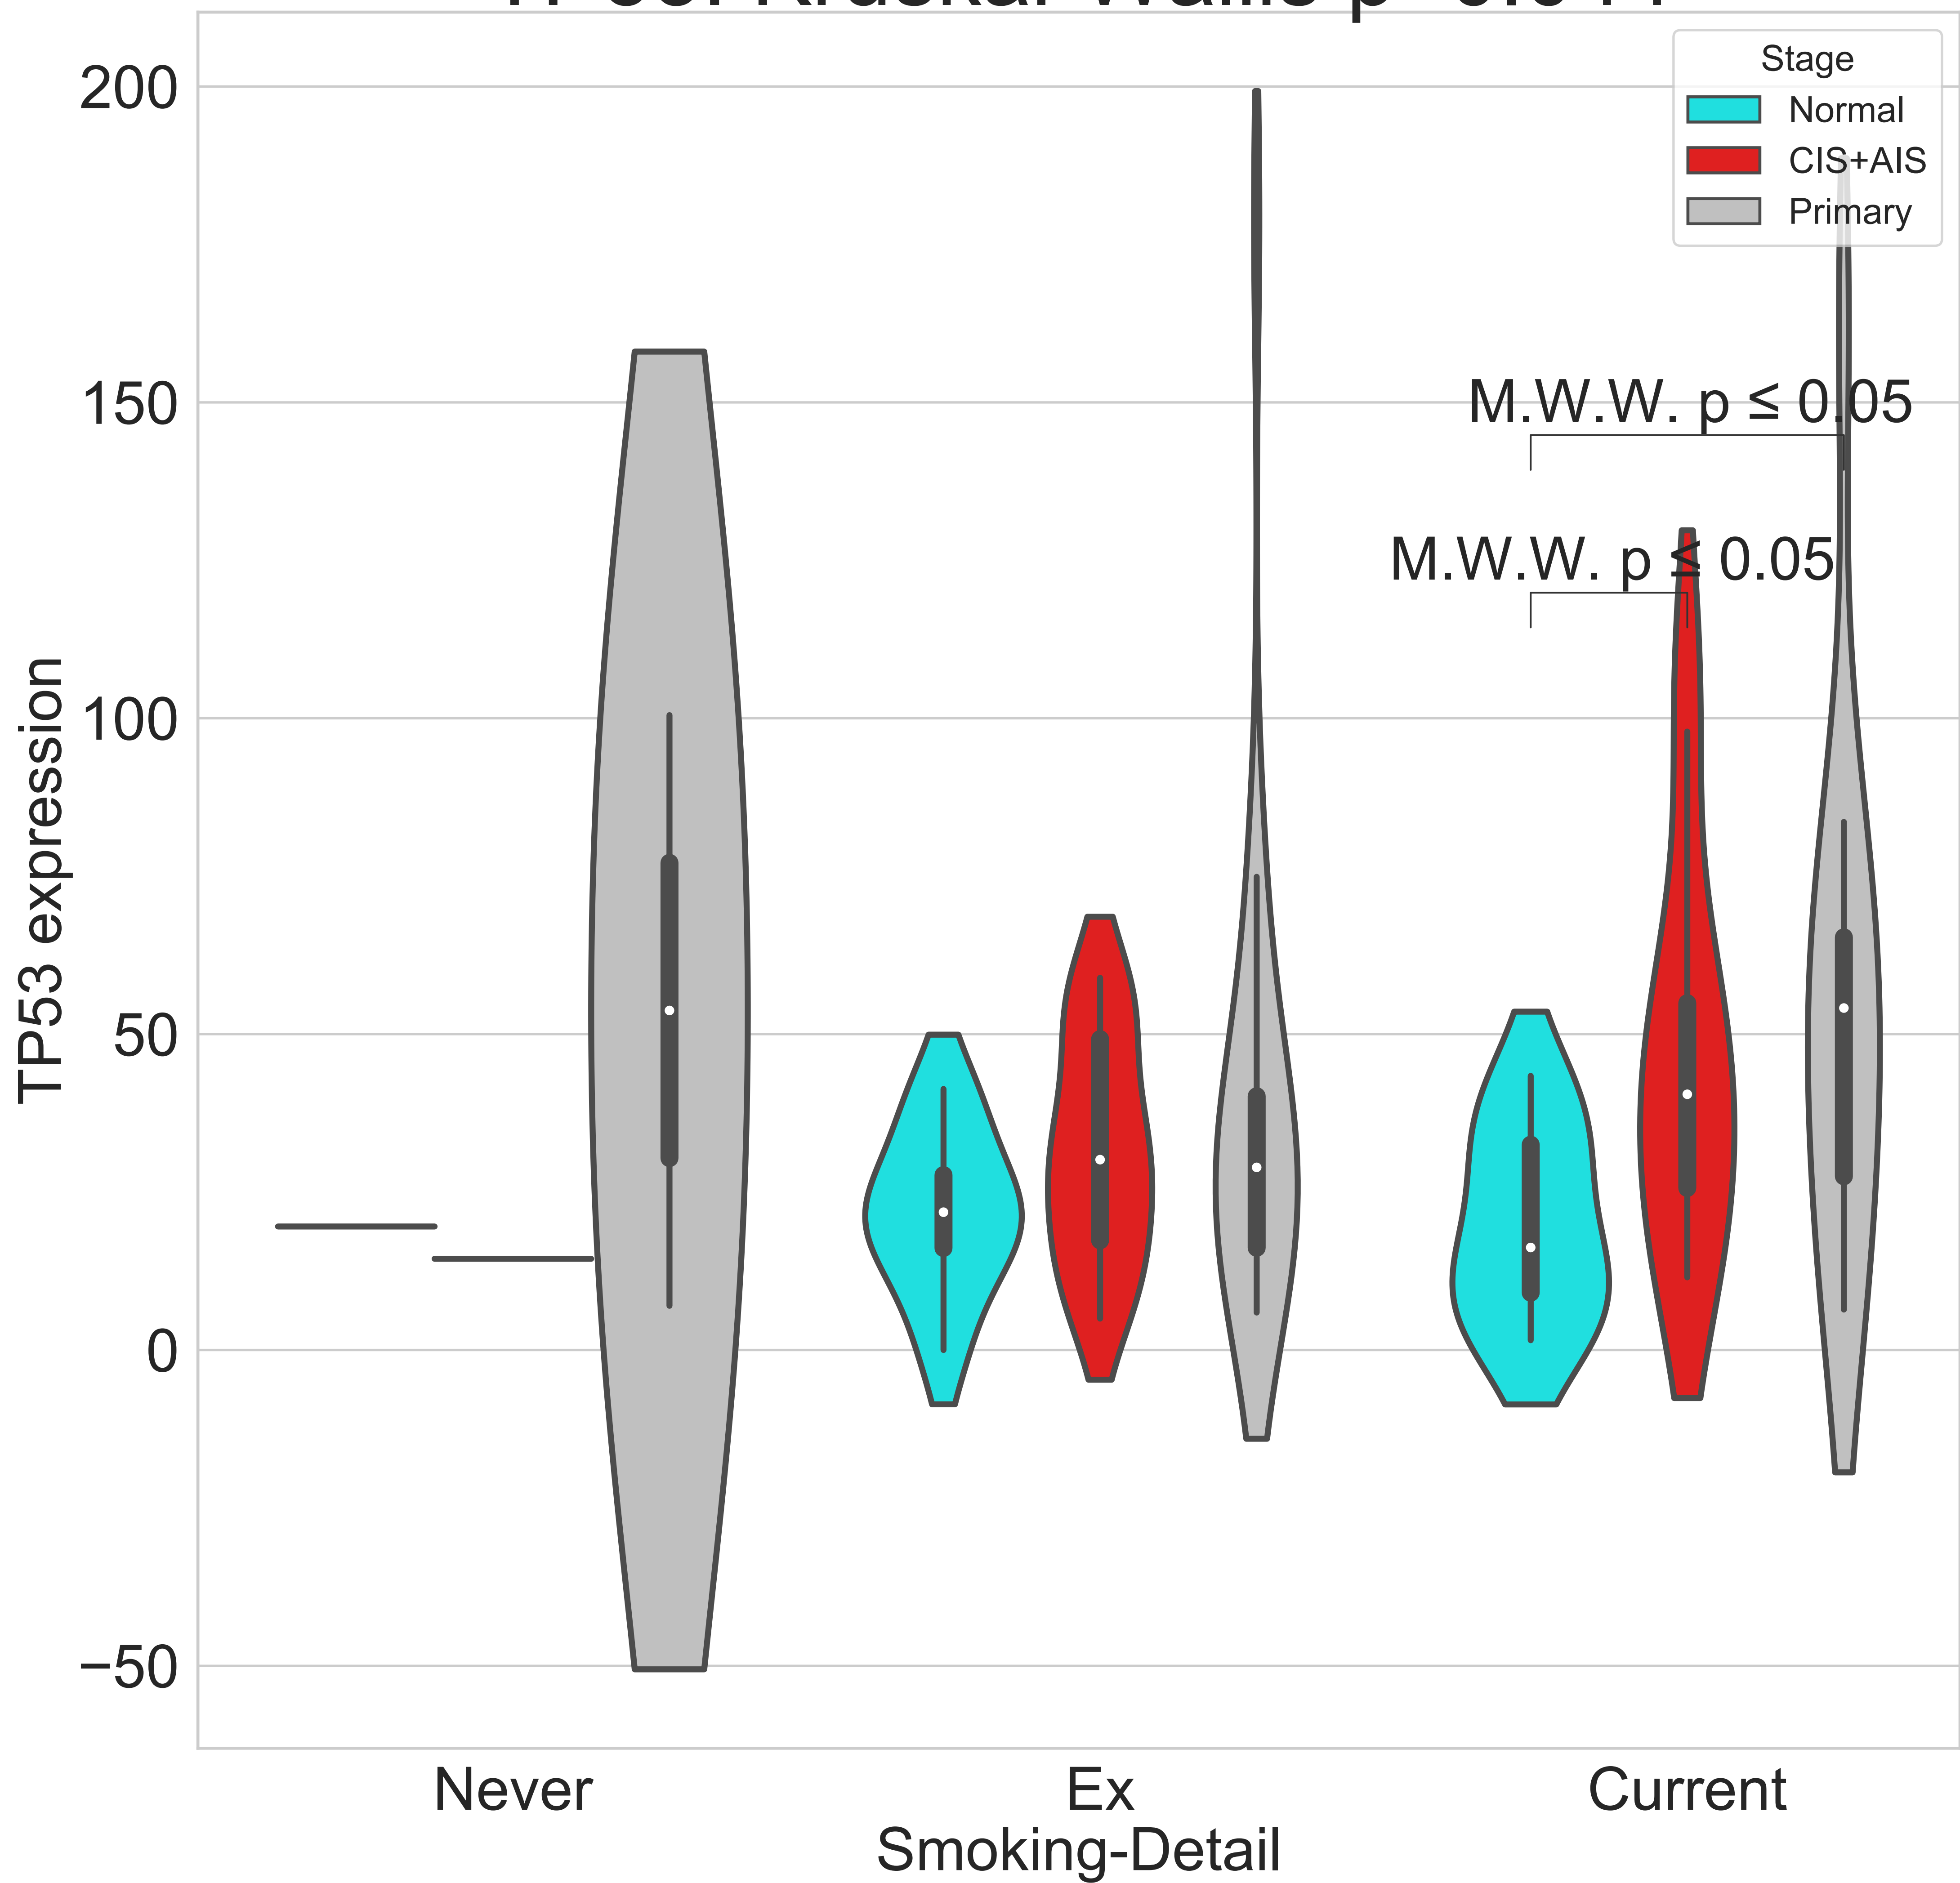 200
150
100
50
0
−50
TP53 expression
Stage
Normal
CIS+AIS
Primary
M.W.W. p ≤ 0.05
M.W.W. p ≤ 0.05
Never
Ex
Current
Smoking-Detail